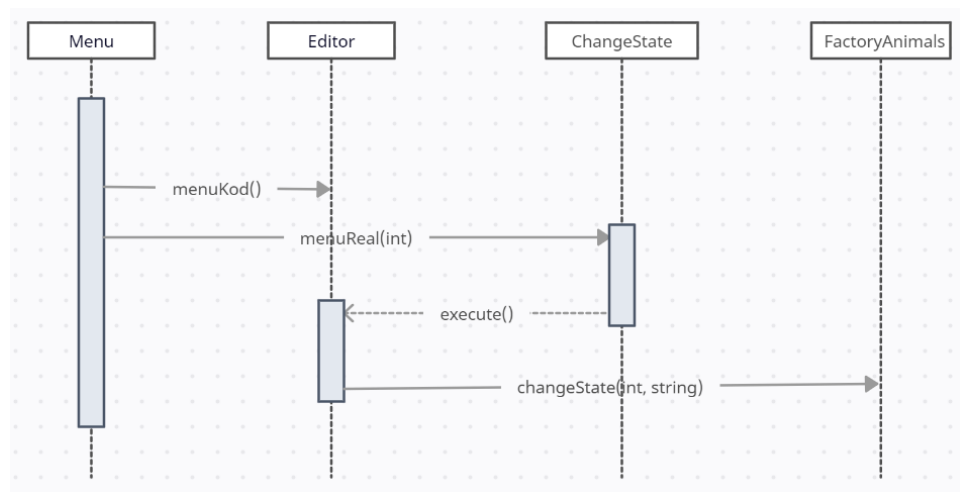 Menu
Editor
ChangeState
FactoryAnimals
menuKod()
menuReal(int)
execute()
changeState(int, string)